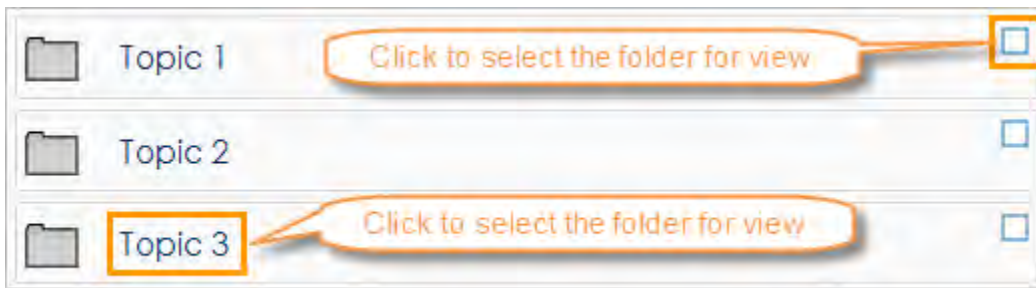 Topic 1
Click to select the folder for view
Topic 2
Topic 3
Click to select the folder for view